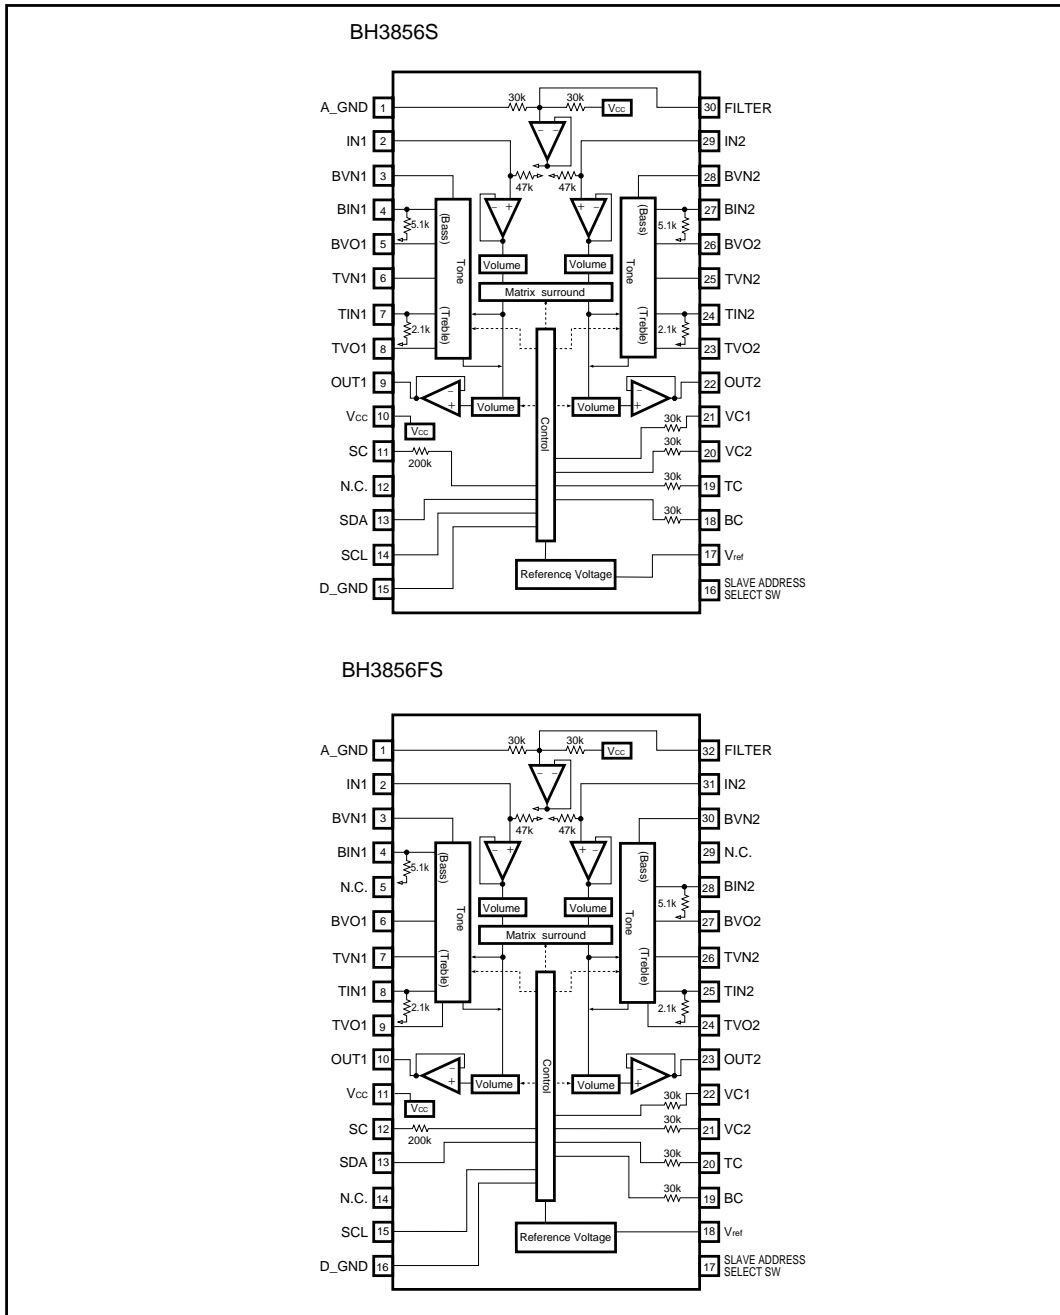 BH3856S
30k 30k
A_GND 1 Vcc 30 FILTER
IN1 2 29 IN2
47k 47k
BVN1 3 28 BVN2
BIN1 4 27 BIN2
5.1k (Bass) (Bass) 5.1k
BVO1 5 26 BVO2
Volume Volume
TVN1 6 Tone Tone 25 TVN2
Matrix surround
TIN1 7 24 TIN2
2.1k (Treble) (Treble) 2.1k
TVO1 8 23 TVO2
OUT1 9 22 OUT2
Volume Volume
Vcc 10 30k 21 VC1
Vcc Control
SC 11 30k 20 VC2
200k
N.C. 12 30k 19 TC
SDA 13 30k 18 BC
SCL 14 17 Vref
Reference Voltage
D_GND 15 16 SLAVE ADDRESS
SELECT SW
BH3856FS
30k 30k
A_GND 1 Vcc 32 FILTER
IN1 2 31 IN2
47k 47k
BVN1 3 30 BVN2
BIN1 4 29 N.C.
5.1k (Bass) (Bass)
N.C. 5 28 BIN2
5.1k
Volume Volume
BVO1 6 Tone Tone 27 BVO2
Matrix surround
TVN1 7 26 TVN2
(Treble) (Treble)
TIN1 8 25 TIN2
2.1k 2.1k
TVO1 9 24 TVO2
OUT1 10 23 OUT2
Volume Volume
Vcc 11 30k 22 VC1
Vcc Control
SC 12 30k 21 VC2
200k
SDA 13 30k 20 TC
N.C. 14 30k 19 BC
SCL 15 18 Vref
Reference Voltage
D_GND 16 17 SLAVE ADDRESS
SELECT SW